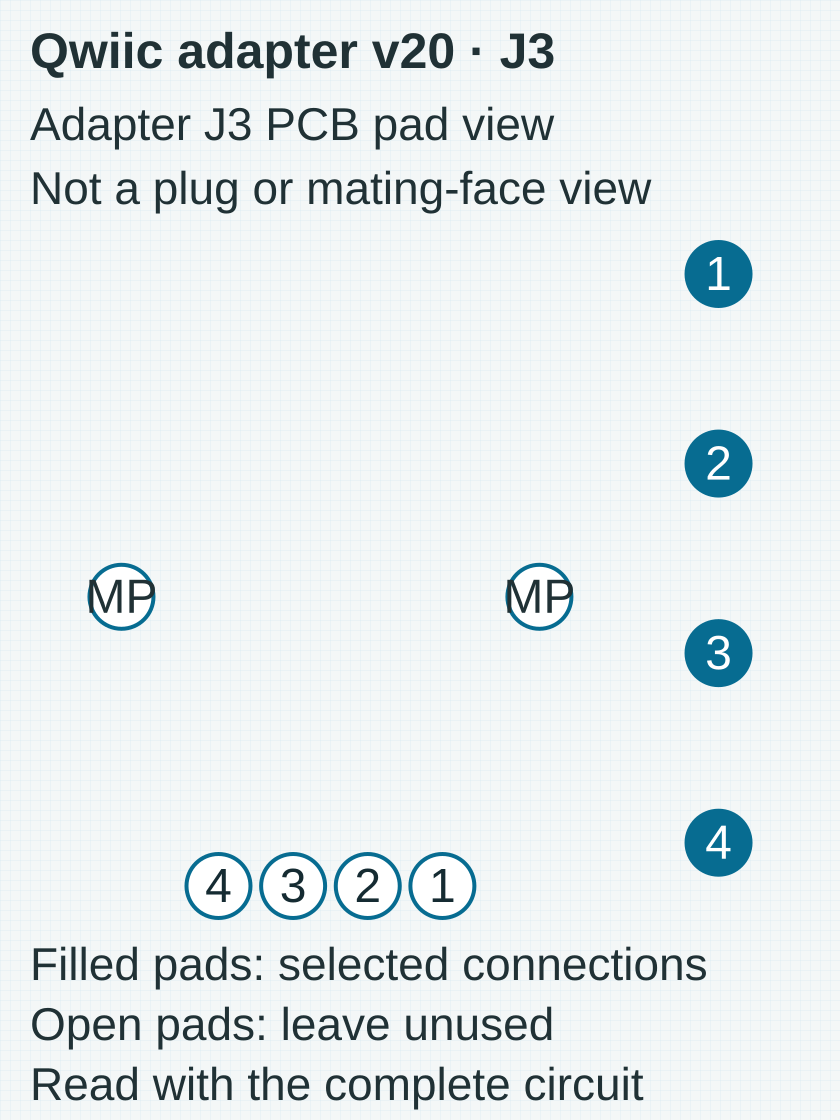 Qwiic adapter v20 · J3
Adapter J3 PCB pad view
Not a plug or mating-face view
1
2
MP MP
3
4
4 3 2 1
Filled pads: selected connections
Open pads: leave unused
Read with the complete circuit